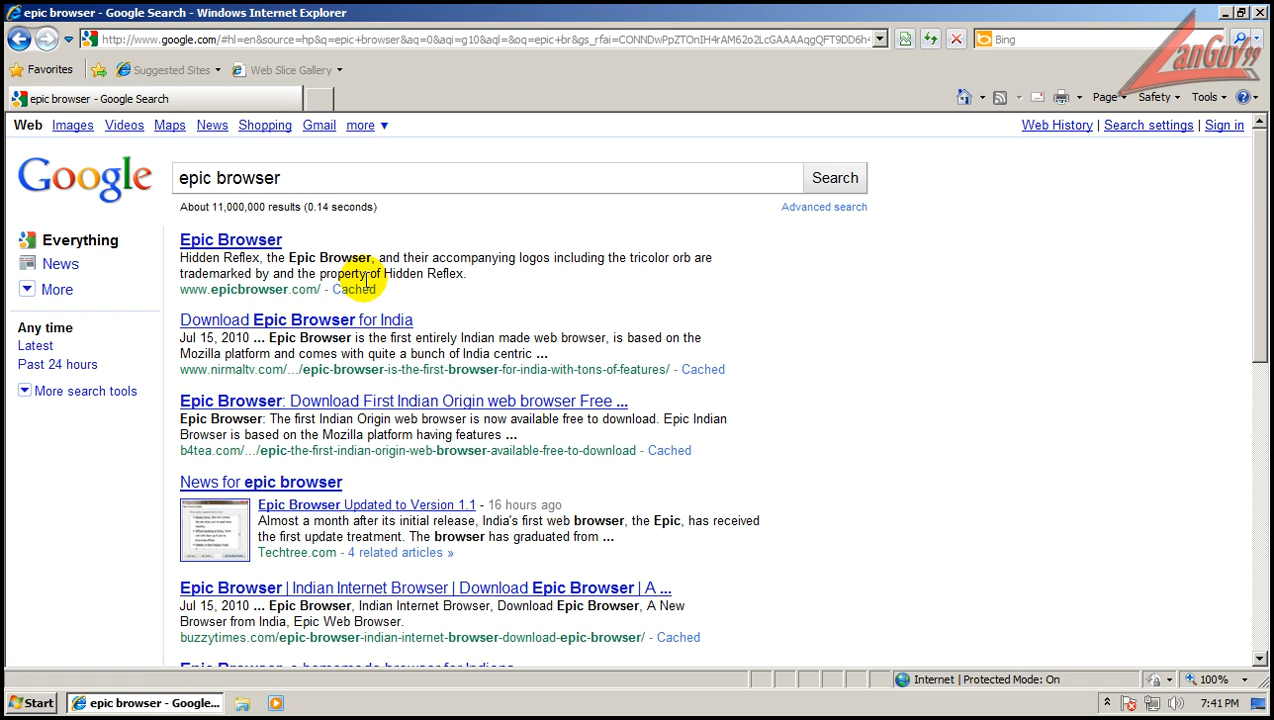 epic browser - Google Search - Windows Internet Explorer
http://www.google.com/#hl=en&source=hp&q=epic+browser&aq=0&aqi=g10&aql=&oq=epic+br&gs_rfai=CONNDwPpZTOnIH4rAM62o2LcGAAAAqgQFT9DD6h
Bing
LanGuy99
Favorites
Suggested Sites
Web Slice Gallery
epic browser - Google Search
Page
Safety
Tools
Web Images Videos Maps News Shopping Gmail more ▼
Web History | Search settings | Sign in
Google
epic browser
Search
About 11,000,000 results (0.14 seconds)
Advanced search
Everything
News
More
Any time
Latest
Past 24 hours
More search tools
Epic Browser
Hidden Reflex, the Epic Browser, and their accompanying logos including the tricolor orb are
trademarked by and the property of Hidden Reflex.
www.epicbrowser.com/ - Cached
Download Epic Browser for India
Jul 15, 2010 ... Epic Browser is the first entirely Indian made web browser, is based on the
Mozilla platform and comes with quite a bunch of India centric ...
www.nirmaltv.com/.../epic-browser-is-the-first-browser-for-india-with-tons-of-features/ - Cached
Epic Browser: Download First Indian Origin web browser Free ...
Epic Browser: The first Indian Origin web browser is now available free to download. Epic Indian
Browser is based on the Mozilla platform having features ...
b4tea.com/.../epic-the-first-indian-origin-web-browser-available-free-to-download - Cached
News for epic browser
Epic Browser Updated to Version 1.1 - 16 hours ago
Almost a month after its initial release, India's first web browser, the Epic, has received
the first update treatment. The browser has graduated from ...
Techtree.com - 4 related articles »
Epic Browser | Indian Internet Browser | Download Epic Browser | A ...
Jul 15, 2010 ... Epic Browser, Indian Internet Browser, Download Epic Browser, A New
Browser from India, Epic Web Browser.
buzzytimes.com/epic-browser-indian-internet-browser-download-epic-browser/ - Cached
Epic Browser, a homemade browser for Indians
Internet | Protected Mode: On
100%
Start
epic browser - Google...
7:41 PM